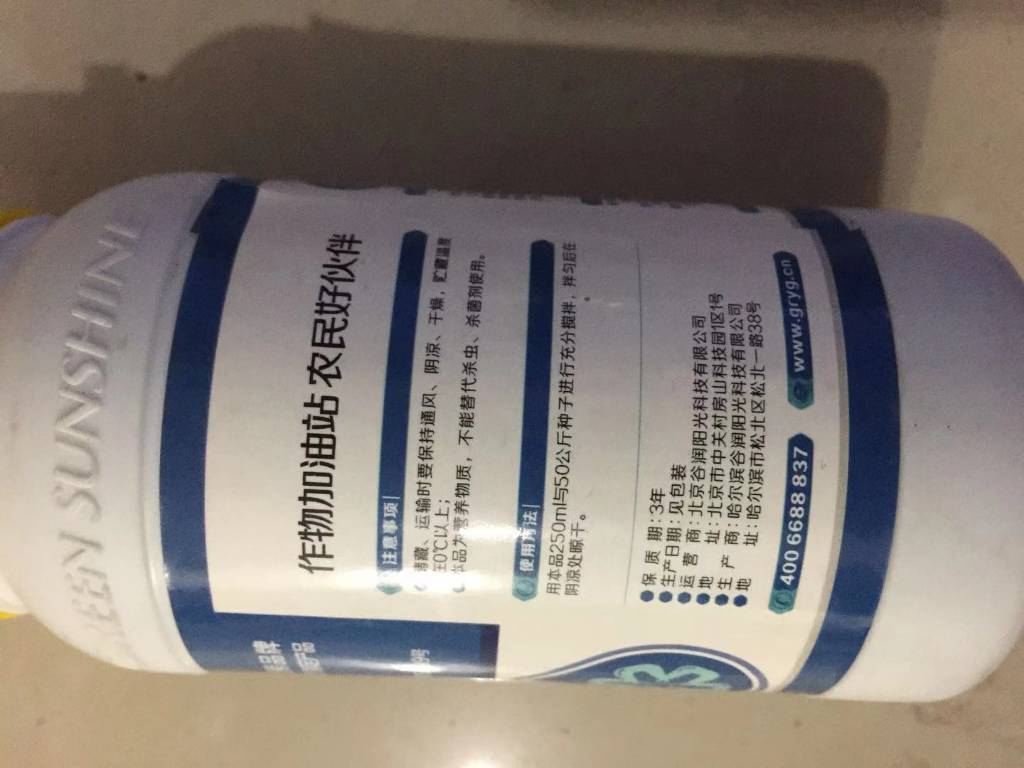 GREEN SUNSHINE
作物加油站 农民好伙伴
注意事项
储藏、运输时要保持通风、阴凉、干燥，贮藏温度
在0℃以上；
本品为营养物质，不能替代杀虫、杀菌剂使用。
使用方法
用本品250ml与50公斤种子进行充分搅拌，拌匀后在
阴凉处晾干。
保 质 期：3年
生产日期：见包装
运 营 商：北京谷润阳光科技有限公司
地 址：北京市中关村房山科技园1区1号
生 产 商：哈尔滨谷润阳光科技有限公司
地 址：哈尔滨市松北区松北一路38号
400 6688 837
www.gryg.cn
品牌
号